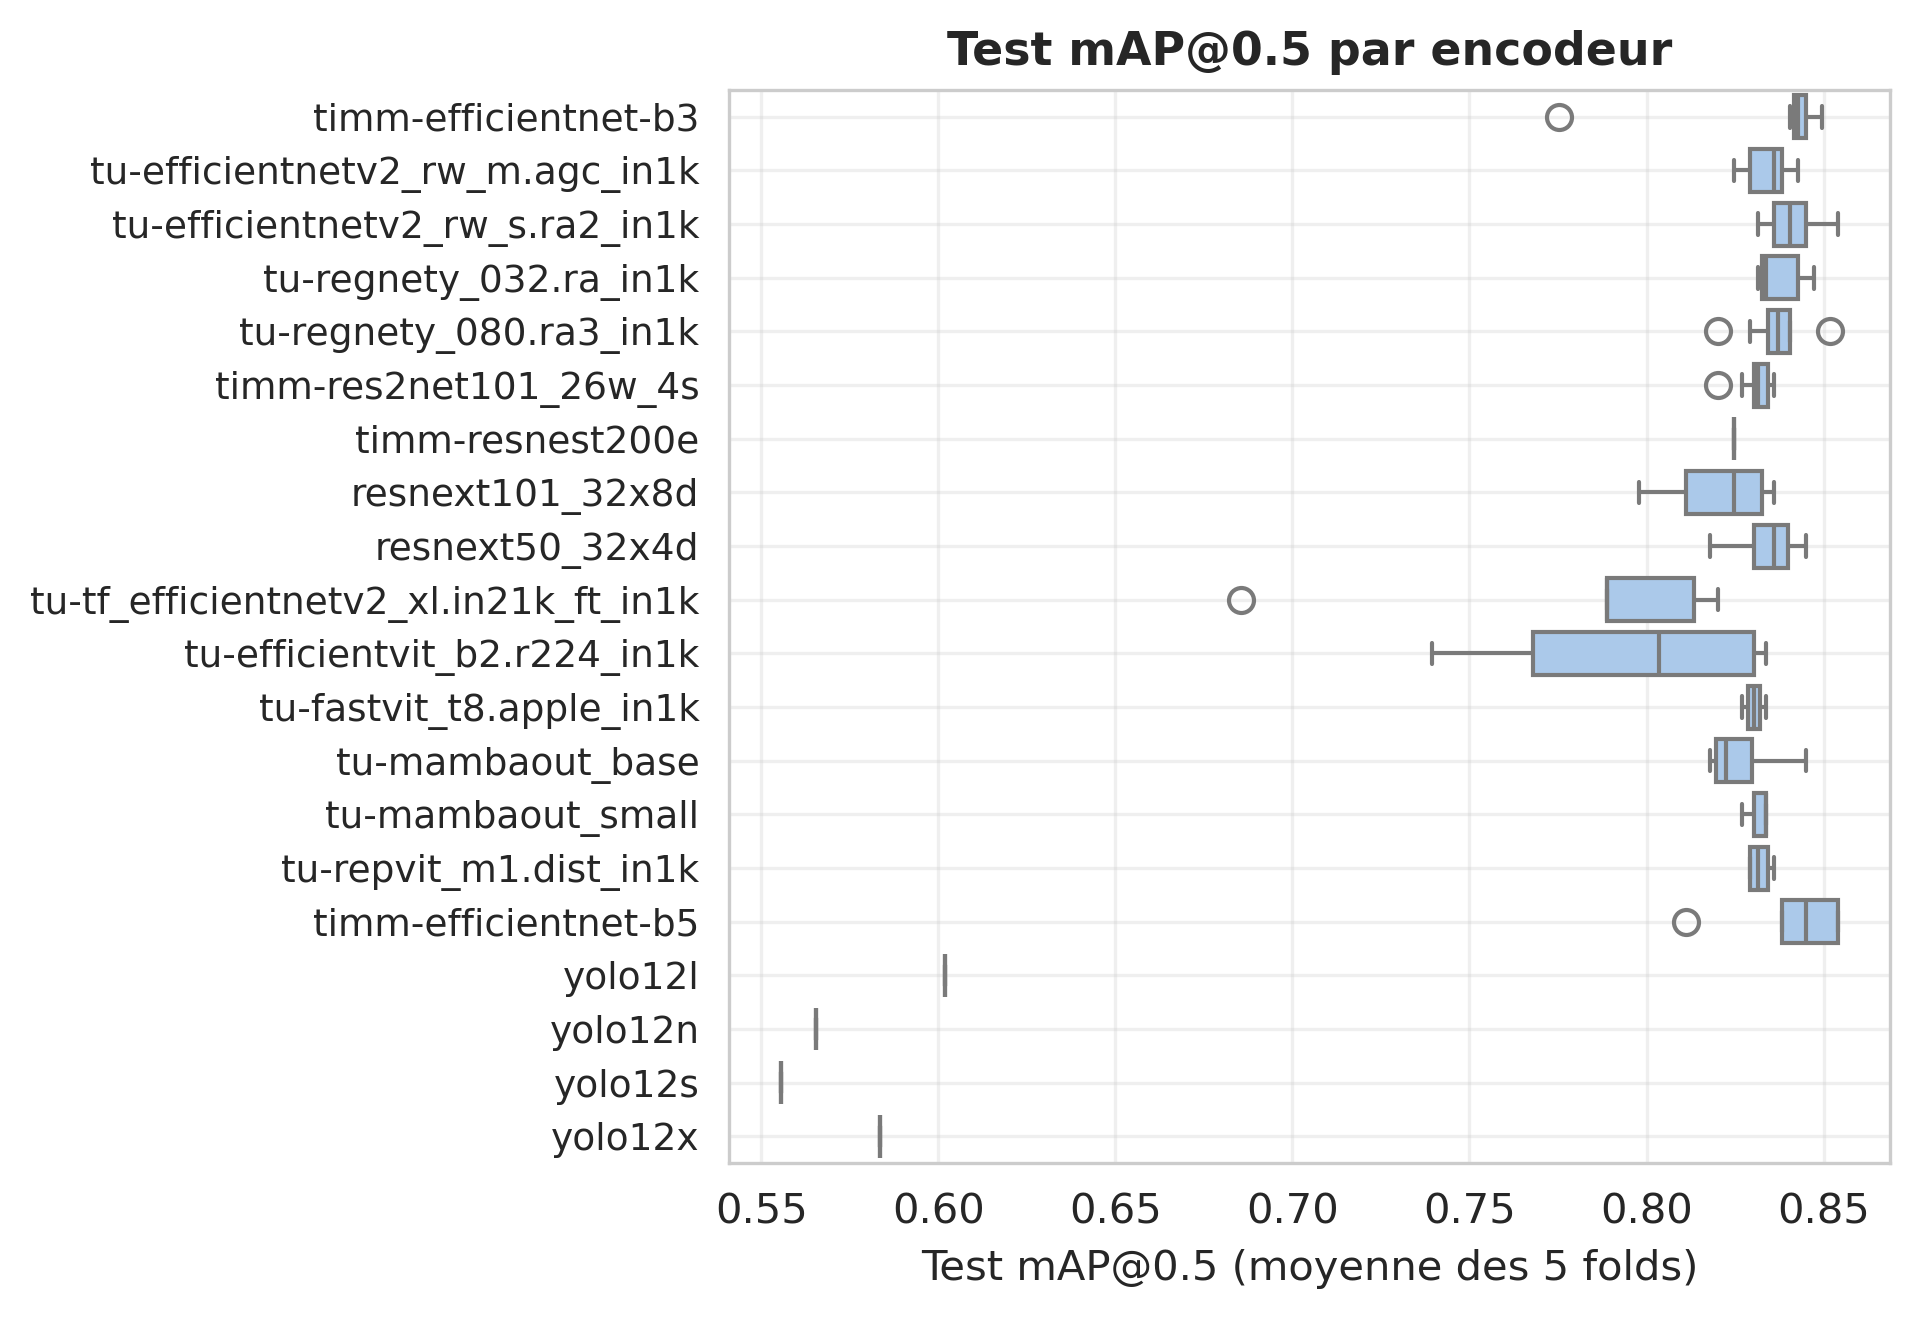 Test mAP@0.5 par encodeur
timm-efficientnet-b3
tu-efficientnetv2_rw_m.agc_in1k
tu-efficientnetv2_rw_s.ra2_in1k
tu-regnety_032.ra_in1k
tu-regnety_080.ra3_in1k
timm-res2net101_26w_4s
timm-resnest200e
resnext101_32x8d
resnext50_32x4d
tu-tf_efficientnetv2_xl.in21k_ft_in1k
tu-efficientvit_b2.r224_in1k
tu-fastvit_t8.apple_in1k
tu-mambaout_base
tu-mambaout_small
tu-repvit_m1.dist_in1k
timm-efficientnet-b5
yolo12l
yolo12n
yolo12s
yolo12x
0.55 0.60 0.65 0.70 0.75 0.80 0.85
Test mAP@0.5 (moyenne des 5 folds)